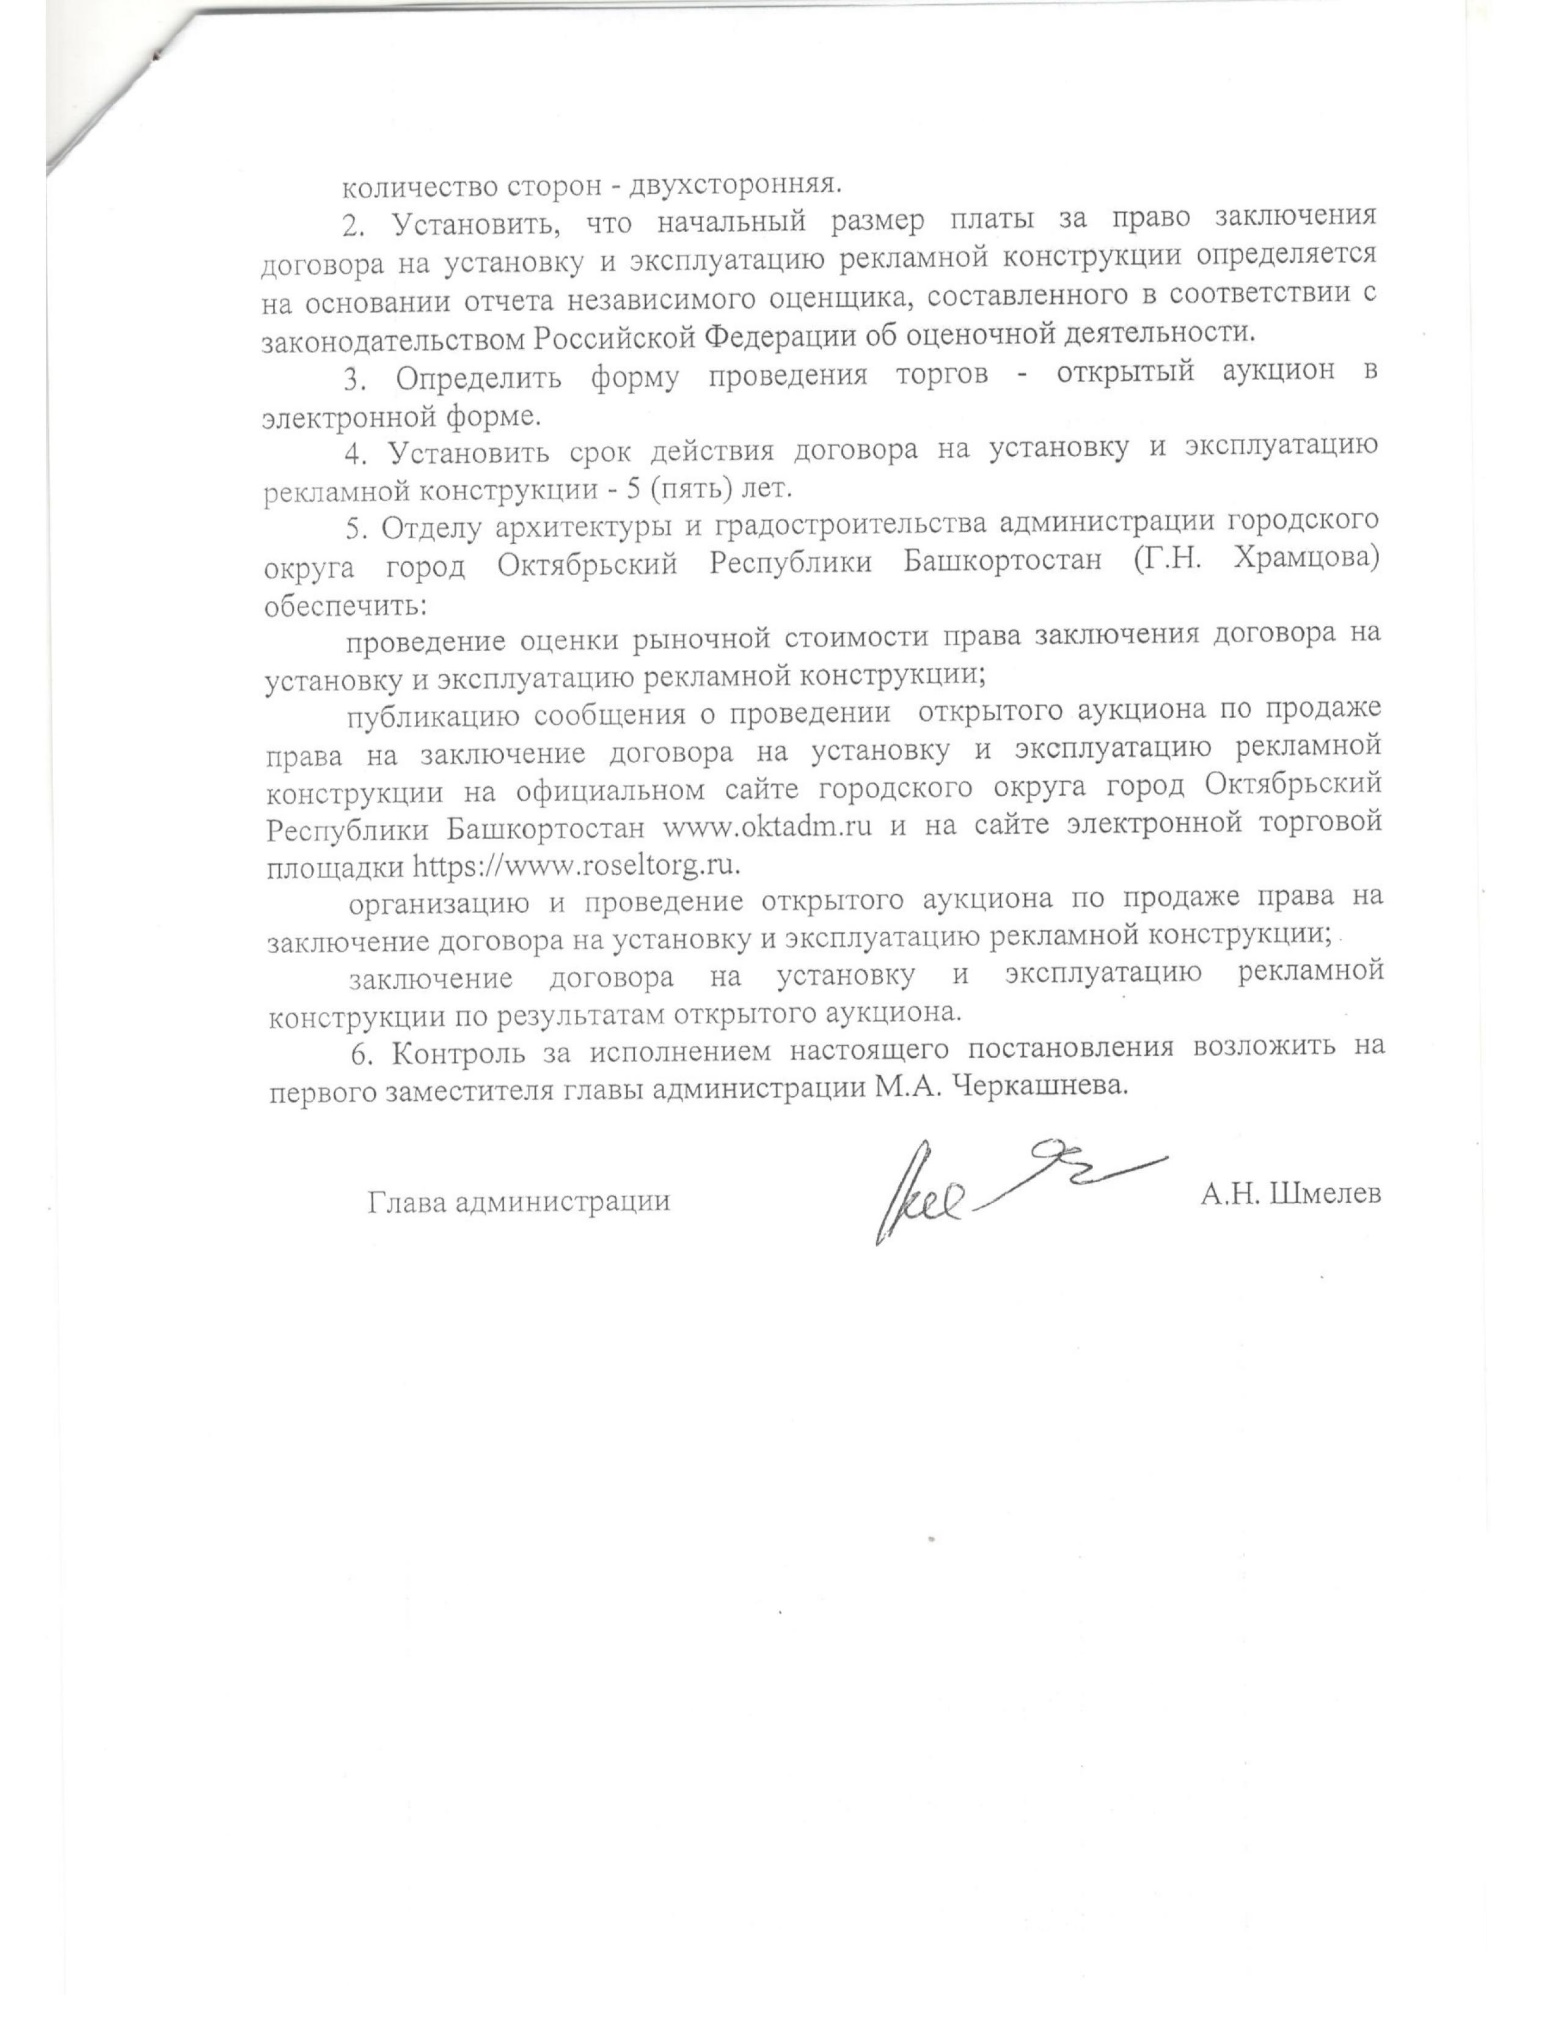 количество сторон - двухсторонняя.
2. Установить, что начальный размер платы за право заключения
договора на установку и эксплуатацию рекламной конструкции определяется
на основании отчета независимого оценщика, составленного в соответствии с
законодательством Российской Федерации об оценочной деятельности.
3. Определить форму проведения торгов - открытый аукцион в
электронной форме.
4. Установить срок действия договора на установку и эксплуатацию
рекламной конструкции - 5 (пять) лет.
5. Отделу архитектуры и градостроительства администрации городского
округа город Октябрьский Республики Башкортостан (Г.Н. Храмцова)
обеспечить:
проведение оценки рыночной стоимости права заключения договора на
установку и эксплуатацию рекламной конструкции;
публикацию сообщения о проведении открытого аукциона по продаже
права на заключение договора на установку и эксплуатацию рекламной
конструкции на официальном сайте городского округа город Октябрьский
Республики Башкортостан www.oktadm.ru и на сайте электронной торговой
площадки https://www.roseltorg.ru.
организацию и проведение открытого аукциона по продаже права на
заключение договора на установку и эксплуатацию рекламной конструкции;
заключение договора на установку и эксплуатацию рекламной
конструкции по результатам открытого аукциона.
6. Контроль за исполнением настоящего постановления возложить на
первого заместителя главы администрации М.А. Черкашнева.
Глава администрации А.Н. Шмелев